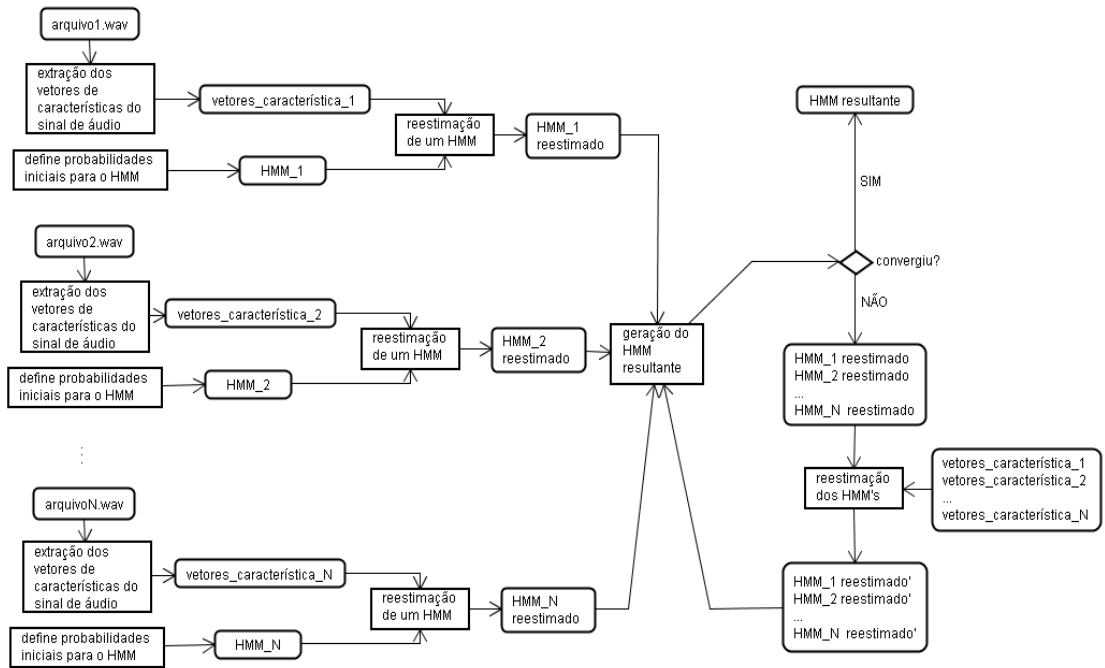 arquivo1.wav
extração dos
vetores de
características do
sinal de áudio
vetores_característica_1
define probabilidades
iniciais para o HMM
HMM_1
reestimação
de um HMM
HMM_1
reestimado
arquivo2.wav
extração dos
vetores de
características do
sinal de áudio
vetores_característica_2
define probabilidades
iniciais para o HMM
HMM_2
reestimação
de um HMM
HMM_2
reestimado
arquivoN.wav
extração dos
vetores de
características do
sinal de áudio
vetores_característica_N
define probabilidades
iniciais para o HMM
HMM_N
reestimação
de um HMM
HMM_N
reestimado
geração do
HMM
resultante
HMM resultante
SIM
convergiu?
NÃO
HMM_1 reestimado
HMM_2 reestimado
...
HMM_N reestimado
reestimação
dos HMM's
vetores_característica_1
vetores_característica_2
...
vetores_característica_N
HMM_1 reestimado'
HMM_2 reestimado'
...
HMM_N reestimado'